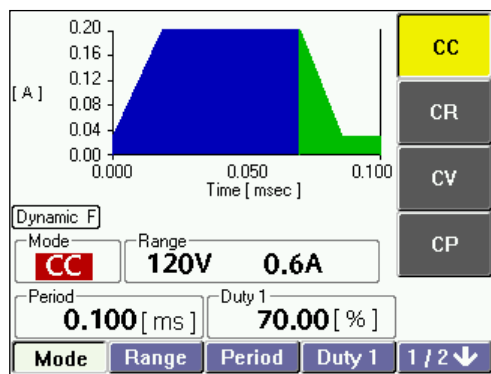 0.20
0.16
0.12
[ A ]
0.08
0.04
0.00
0.000 0.050 0.100
Time [ msec ]
CC
CR
CV
CP
Dynamic F
Mode
CC
Range
120V 0.6A
Period
0.100 [ ms ]
Duty 1
70.00 [ % ]
Mode Range Period Duty 1 1 / 2